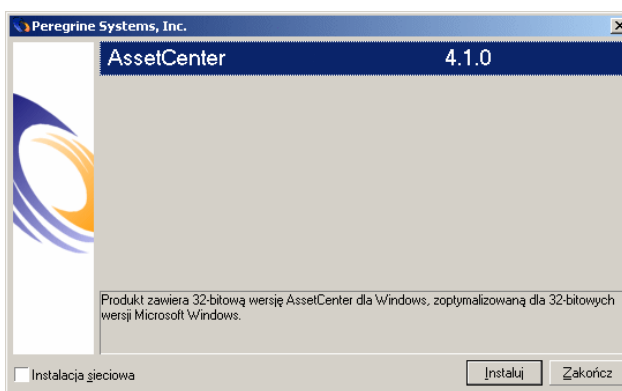 Peregrine Systems, Inc.
AssetCenter 4.1.0
Produkt zawiera 32-bitową wersję AssetCenter dla Windows, zoptymalizowaną dla 32-bitowych
wersji Microsoft Windows.
Instalacja sieciowa
Instaluj
Zakończ